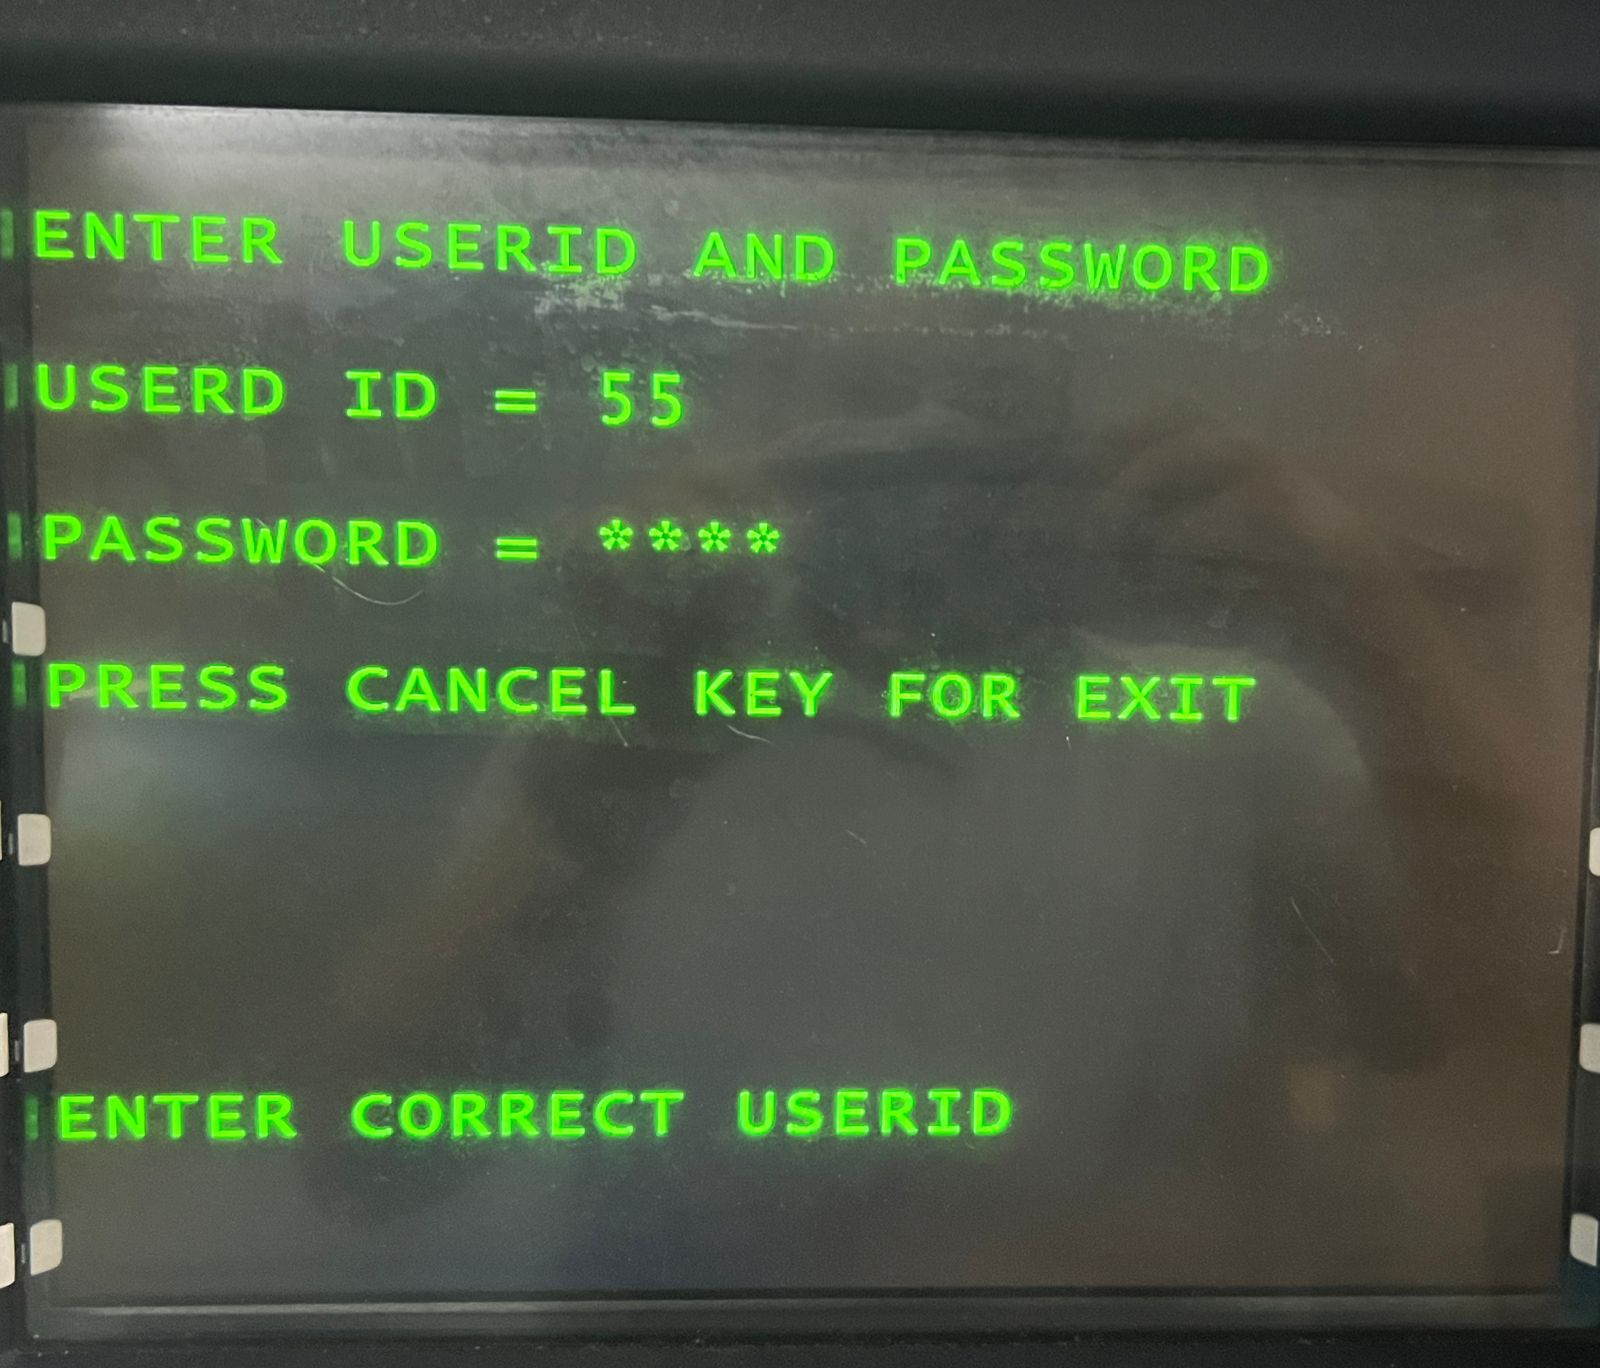 ENTER USERID AND PASSWORD
USERD ID = 55
PASSWORD = ****
PRESS CANCEL KEY FOR EXIT
ENTER CORRECT USERID